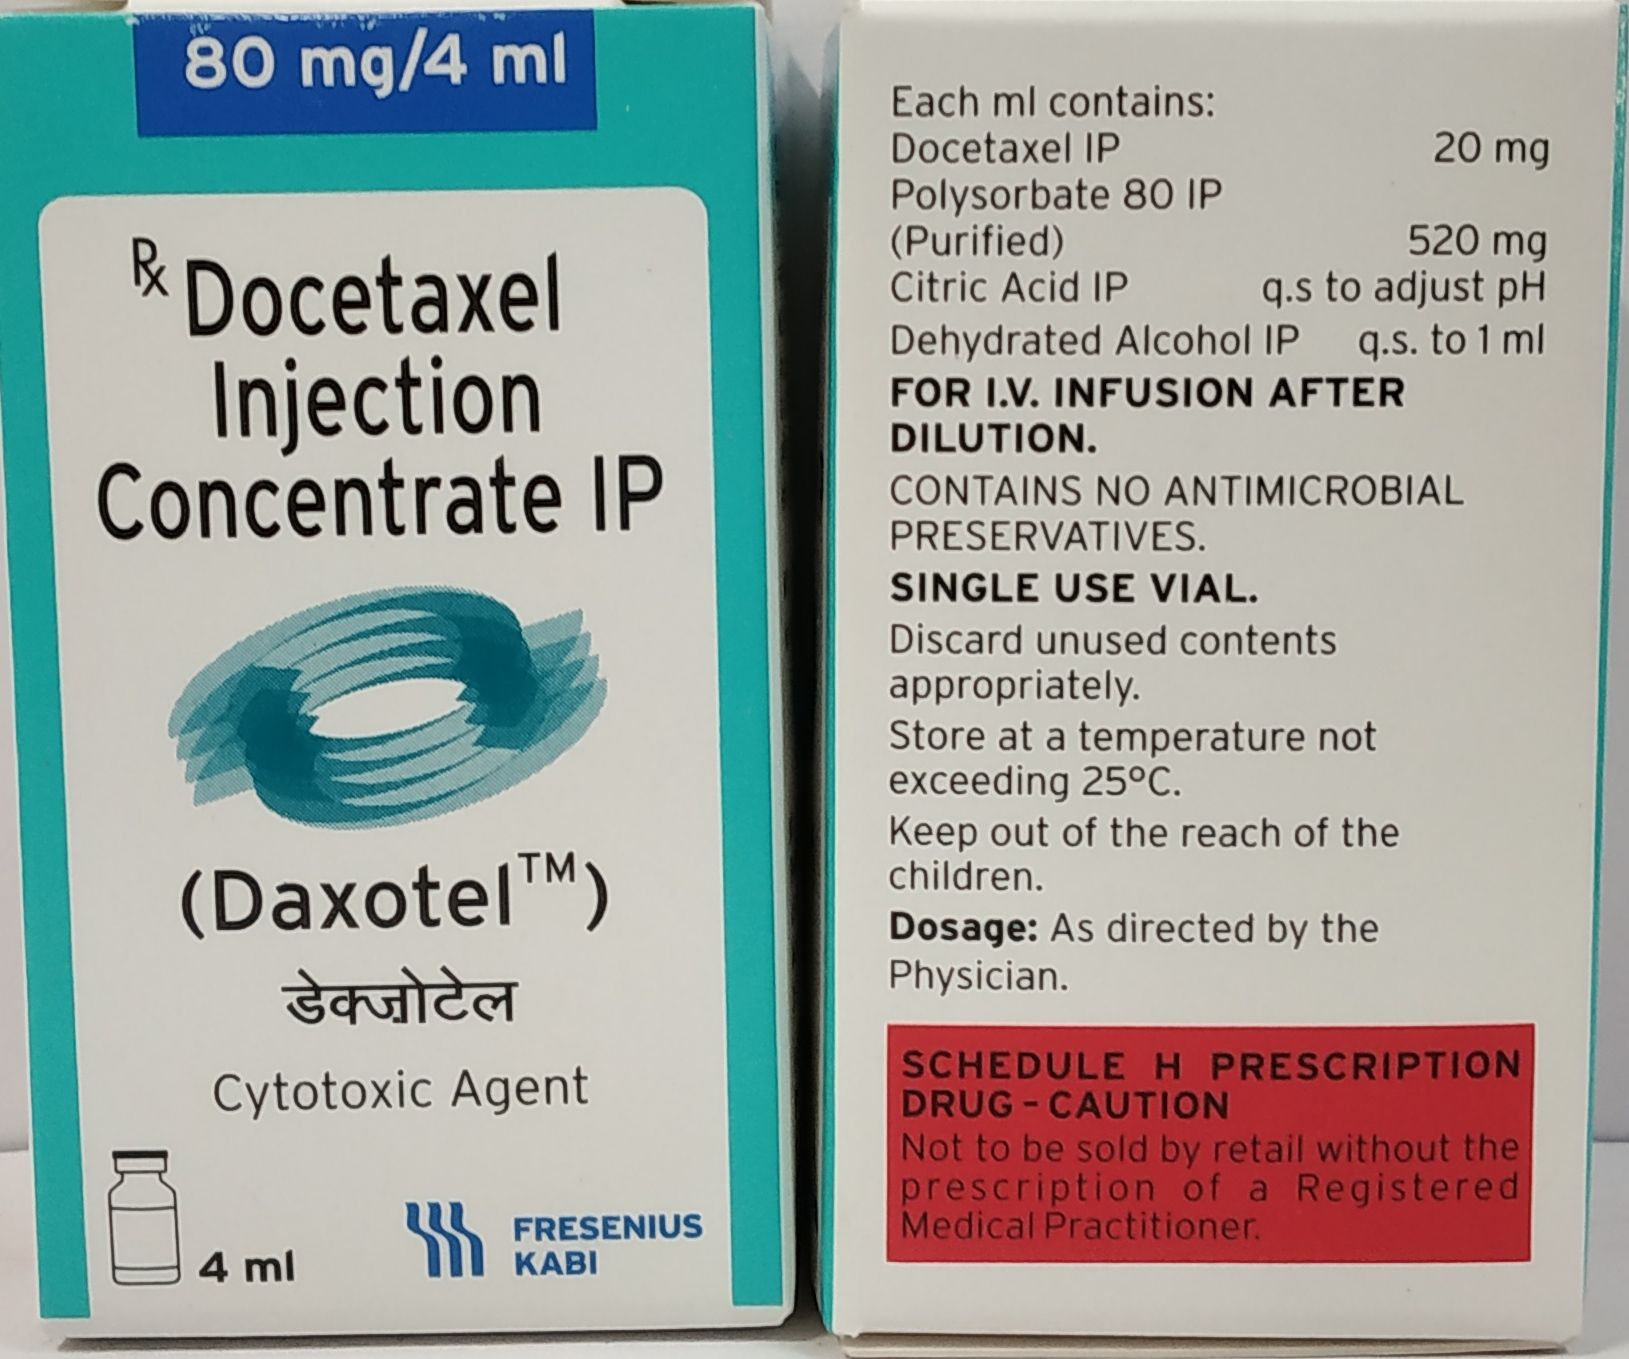 80 mg/4 ml
Rx Docetaxel
Injection
Concentrate IP
(Daxotel™)
डेक्ज़ोटेल
Cytotoxic Agent
4 ml
FRESENIUS
KABI
Each ml contains:
Docetaxel IP 20 mg
Polysorbate 80 IP
(Purified) 520 mg
Citric Acid IP q.s to adjust pH
Dehydrated Alcohol IP q.s. to 1 ml
FOR I.V. INFUSION AFTER
DILUTION.
CONTAINS NO ANTIMICROBIAL
PRESERVATIVES.
SINGLE USE VIAL.
Discard unused contents
appropriately.
Store at a temperature not
exceeding 25°C.
Keep out of the reach of the
children.
Dosage: As directed by the
Physician.
SCHEDULE H PRESCRIPTION
DRUG - CAUTION
Not to be sold by retail without the
prescription of a Registered
Medical Practitioner.